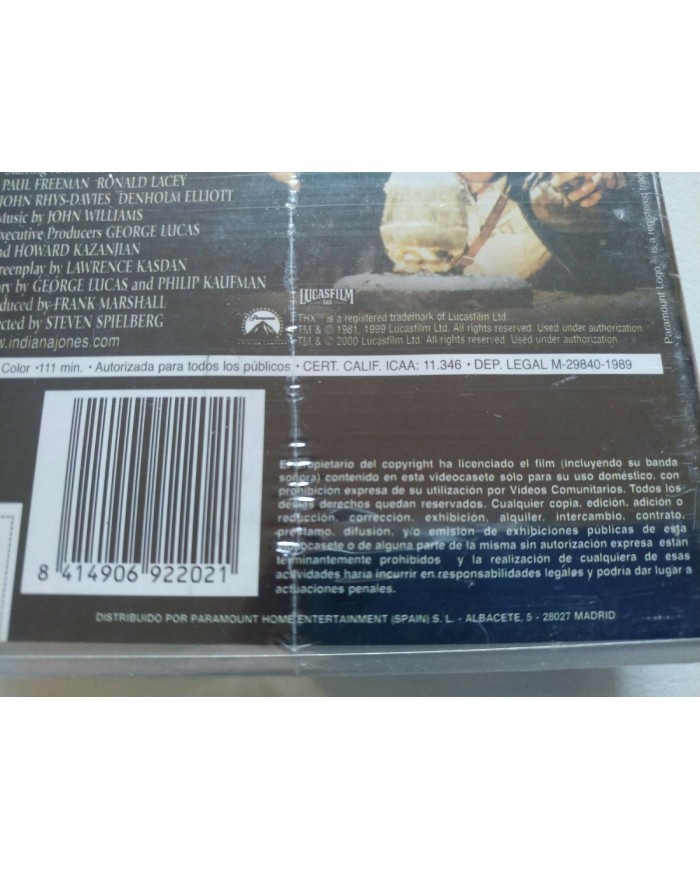 PAUL FREEMAN RONALD LACEY
JOHN RHYS-DAVIES DENHOLM ELLIOTT
Music by JOHN WILLIAMS
Executive Producers GEORGE LUCAS
and HOWARD KAZANJIAN
Screenplay by LAWRENCE KASDAN
Story by GEORGE LUCAS and PHILIP KAUFMAN
Produced by FRANK MARSHALL
Directed by STEVEN SPIELBERG
www.indianajones.com
Paramount
LUCASFILM
LTD
THX™ is a registered trademark of Lucasfilm Ltd.
TM & © 1981, 1999 Lucasfilm Ltd. All rights reserved. Used under authorization.
TM & © 2000 Lucasfilm Ltd. All rights reserved. Used under authorization.
Paramount Logo, is a registered trad
Color • 111 min. • Autorizada para todos los públicos • CERT. CALIF. ICAA: 11.346 • DEP. LEGAL M-29840-1989
8 414906 922021
El propietario del copyright ha licenciado el film (incluyendo su banda
sonora) contenido en esta videocasete sólo para su uso doméstico, con
prohibición expresa de su utilización por Videos Comunitarios. Todos los
demás derechos quedan reservados. Cualquier copia, edición, adición o
reducción, corrección, exhibición, alquiler, intercambio, contrato,
préstamo, difusión, y/o emisión de exhibiciones públicas de esta
videocasete o de alguna parte de la misma sin autorización expresa están
terminantemente prohibidos y la realización de cualquiera de esas
actividades haría incurrir en responsabilidades legales y podria dar lugar a
actuaciones penales.
DISTRIBUIDO POR PARAMOUNT HOME ENTERTAINMENT (SPAIN) S. L. - ALBACETE, 5 - 28027 MADRID